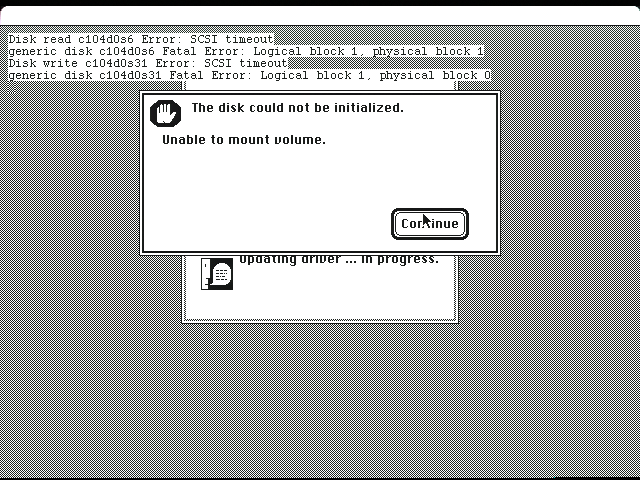 Disk read c104d0s6 Error: SCSI timeout
generic disk c104d0s6 Fatal Error: Logical block 1, physical block 1
Disk write c104d0s31 Error: SCSI timeout
generic disk c104d0s31 Fatal Error: Logical block 1, physical block 0
The disk could not be initialized.
Unable to mount volume.
Continue
Updating driver ... in progress.